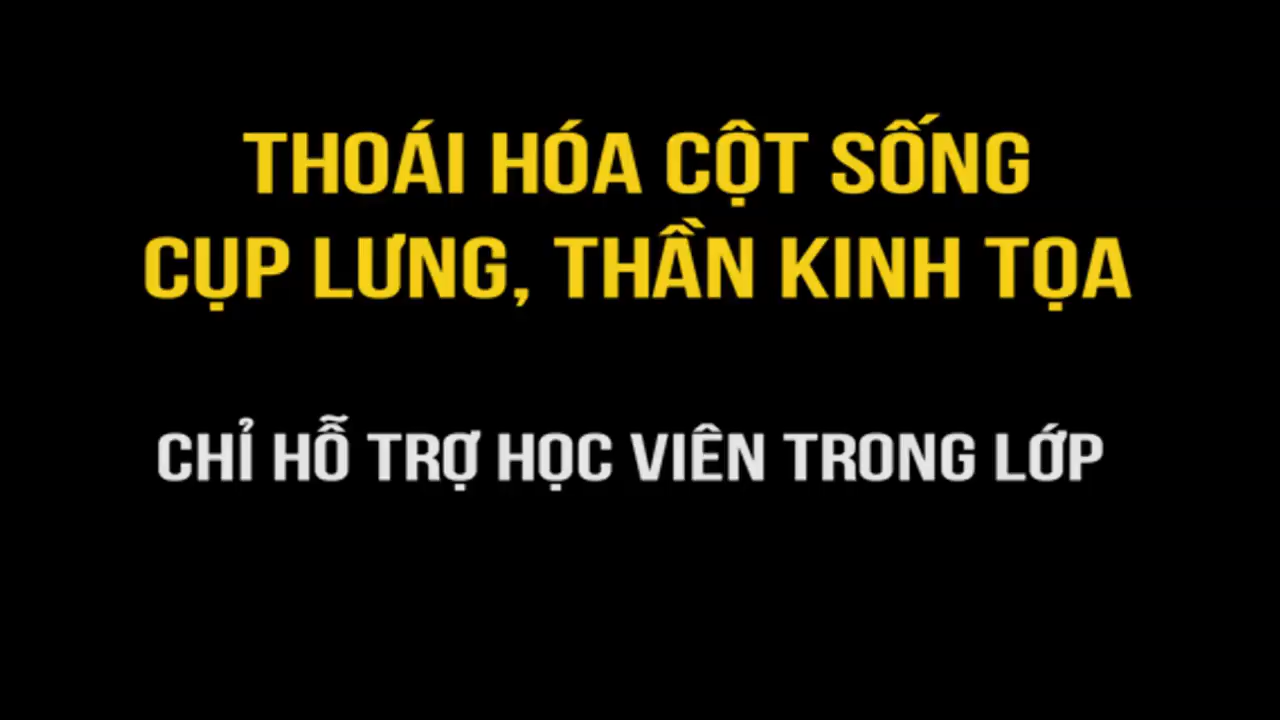 THOÁI HÓA CỘT SỐNG
CỤP LƯNG, THẦN KINH TỌA
CHỈ HỖ TRỢ HỌC VIÊN TRONG LỚP